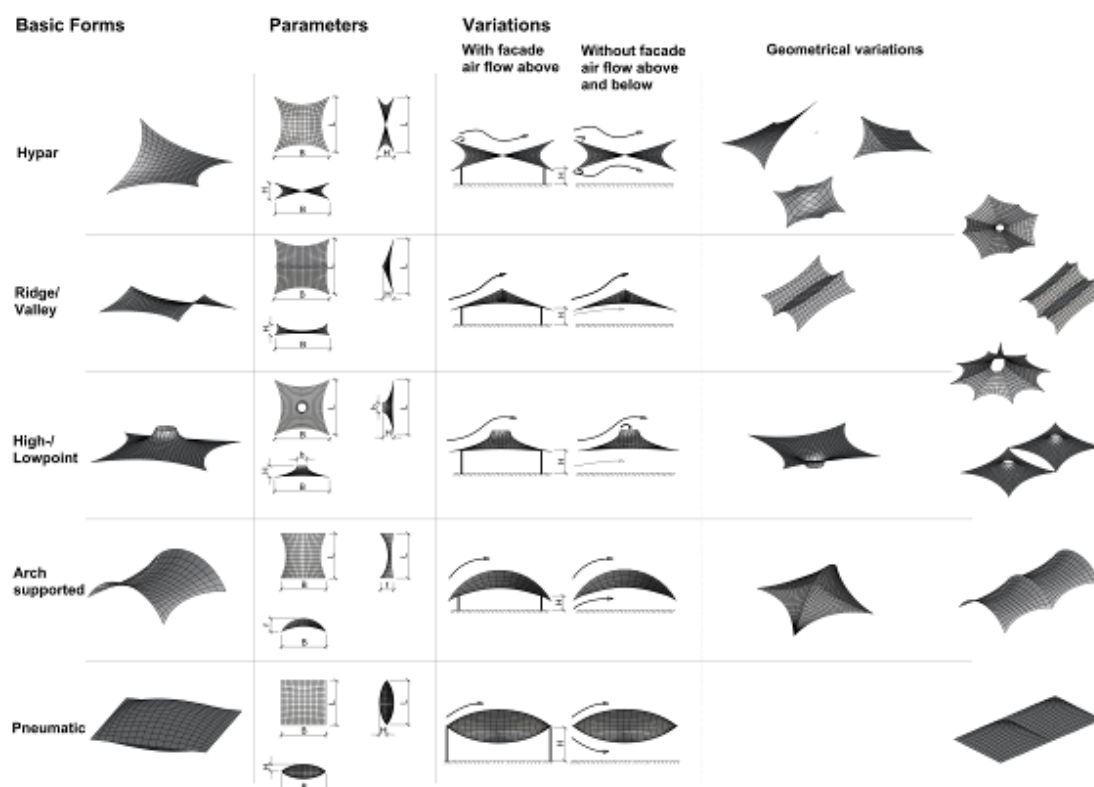 Basic Forms Parameters Variations
With facade air flow above
Without facade air flow above and below
Geometrical variations
Hypar
L
B
L
H
H
B
H
Ridge/
Valley
L
B
L
H
H
B
H
High-/
Lowpoint
L
B
L
H
H
B
H
Arch
supported
L
B
L
f
B
H
Pneumatic
L
B
L
H
H
B
H